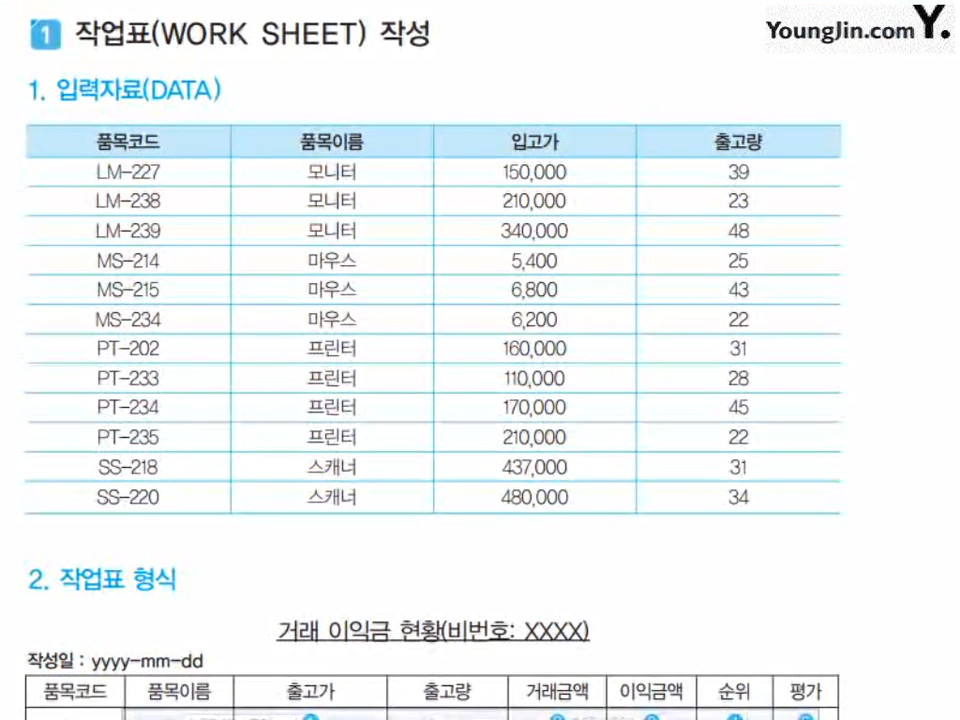 1 작업표(WORK SHEET) 작성
YoungJin.com Y.
1. 입력자료(DATA)
품목코드 품목이름 입고가 출고량
LM-227 모니터 150,000 39
LM-238 모니터 210,000 23
LM-239 모니터 340,000 48
MS-214 마우스 5,400 25
MS-215 마우스 6,800 43
MS-234 마우스 6,200 22
PT-202 프린터 160,000 31
PT-233 프린터 110,000 28
PT-234 프린터 170,000 45
PT-235 프린터 210,000 22
SS-218 스캐너 437,000 31
SS-220 스캐너 480,000 34
2. 작업표 형식
거래 이익금 현황(비번호: XXXX)
작성일 : yyyy-mm-dd
품목코드 품목이름 출고가 출고량 거래금액 이익금액 순위 평가